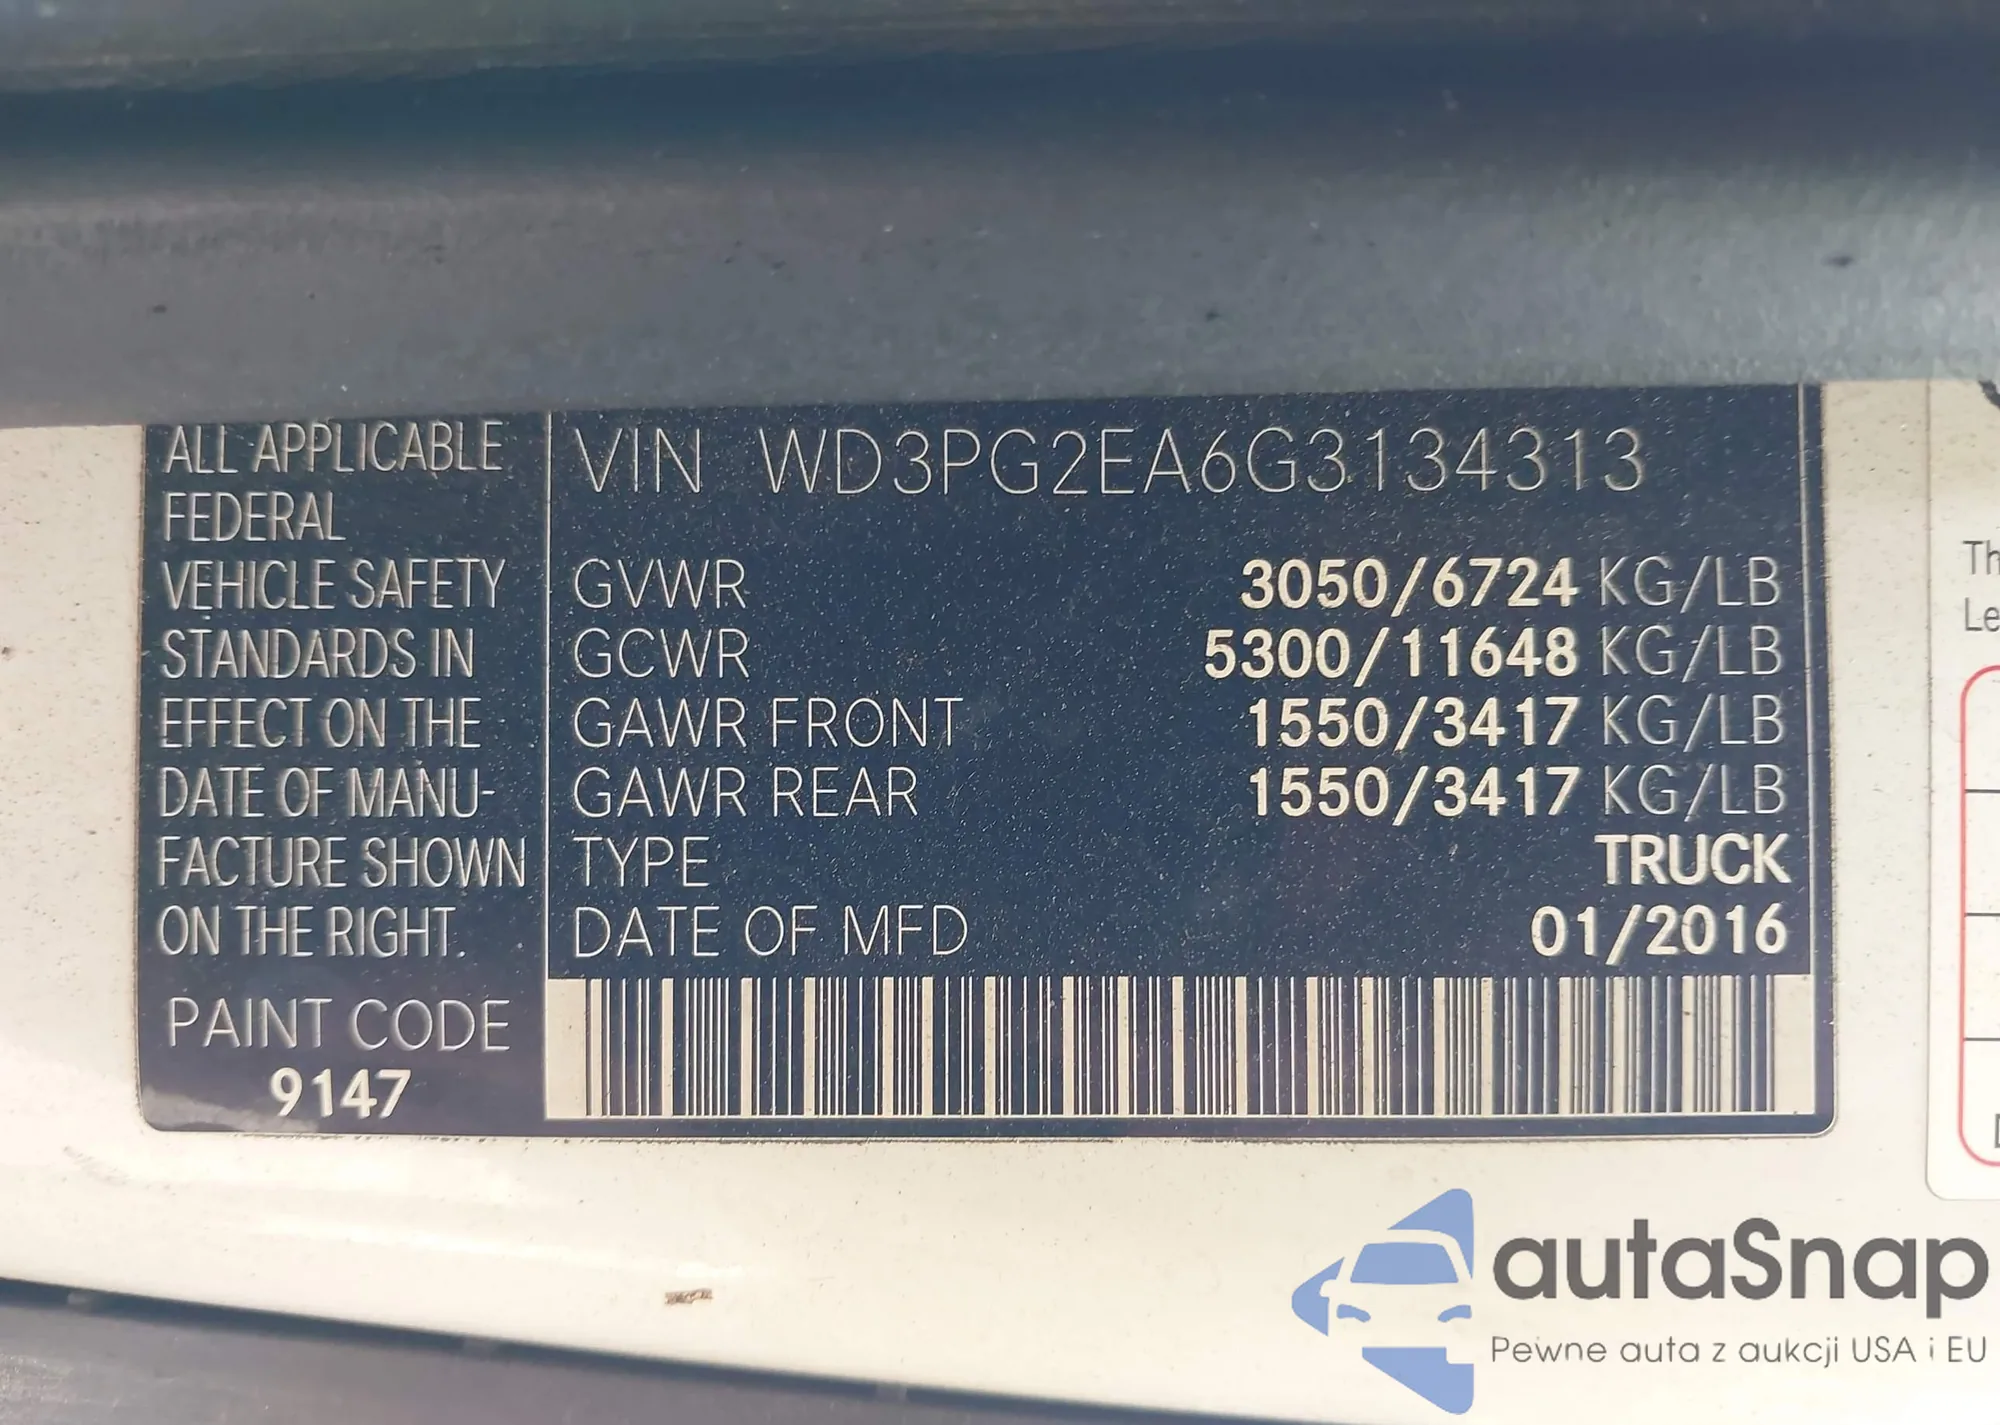 ALL APPLICABLE
FEDERAL
VEHICLE SAFETY
STANDARDS IN
EFFECT ON THE
DATE OF MANU-
FACTURE SHOWN
ON THE RIGHT.
PAINT CODE
9147
VIN WD3PG2EA6G3134313
GVWR 3050/6724 KG/LB
GCWR 5300/11648 KG/LB
GAWR FRONT 1550/3417 KG/LB
GAWR REAR 1550/3417 KG/LB
TYPE TRUCK
DATE OF MFD 01/2016
autaSnap
Pewne auta z aukcji USA i EU